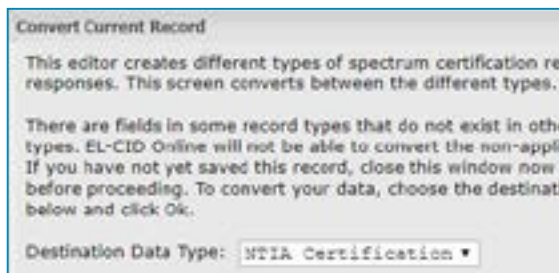 Convert Current Record
This editor creates different types of spectrum certification re
responses. This screen converts between the different types.
There are fields in some record types that do not exist in othe
types. EL-CID Online will not be able to convert the non-appli
If you have not yet saved this record, close this window now
before proceeding. To convert your data, choose the destinat
below and click Ok.
Destination Data Type: NTIA Certification